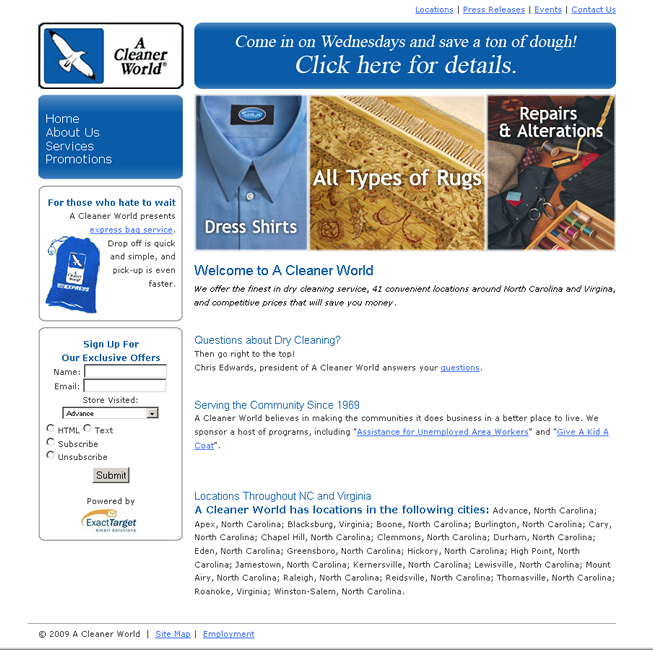 Locations | Press Releases | Events | Contact Us
A
Cleaner
World®
Come in on Wednesdays and save a ton of dough!
Click here for details.
Home
About Us
Services
Promotions
Dress Shirts
All Types of Rugs
Repairs
& Alterations
For those who hate to wait
A Cleaner World presents
express bag service.
Drop off is quick
and simple, and
pick-up is even
faster.
EXPRESS
Welcome to A Cleaner World
We offer the finest in dry cleaning service, 41 convenient locations around North Carolina and Virgina,
and competitive prices that will save you money.
Sign Up For
Our Exclusive Offers
Name:
Email:
Store Visited:
Advance
HTML Text
Subscribe
Unsubscribe
Submit
Powered by
ExactTarget
email solutions
Questions about Dry Cleaning?
Then go right to the top!
Chris Edwards, president of A Cleaner World answers your questions.
Serving the Community Since 1969
A Cleaner World believes in making the communities it does business in a better place to live. We
sponsor a host of programs, including "Assistance for Unemployed Area Workers" and "Give A Kid A
Coat".
Locations Throughout NC and Virginia
A Cleaner World has locations in the following cities: Advance, North Carolina;
Apex, North Carolina; Blacksburg, Virginia; Boone, North Carolina; Burlington, North Carolina; Cary,
North Carolina; Chapel Hill, North Carolina; Clemmons, North Carolina; Durham, North Carolina;
Eden, North Carolina; Greensboro, North Carolina; Hickory, North Carolina; High Point, North
Carolina; Jamestown, North Carolina; Kernersville, North Carolina; Lewisville, North Carolina; Mount
Airy, North Carolina; Raleigh, North Carolina; Reidsville, North Carolina; Thomasville, North Carolina;
Roanoke, Virginia; Winston-Salem, North Carolina.
© 2009 A Cleaner World | Site Map | Employment